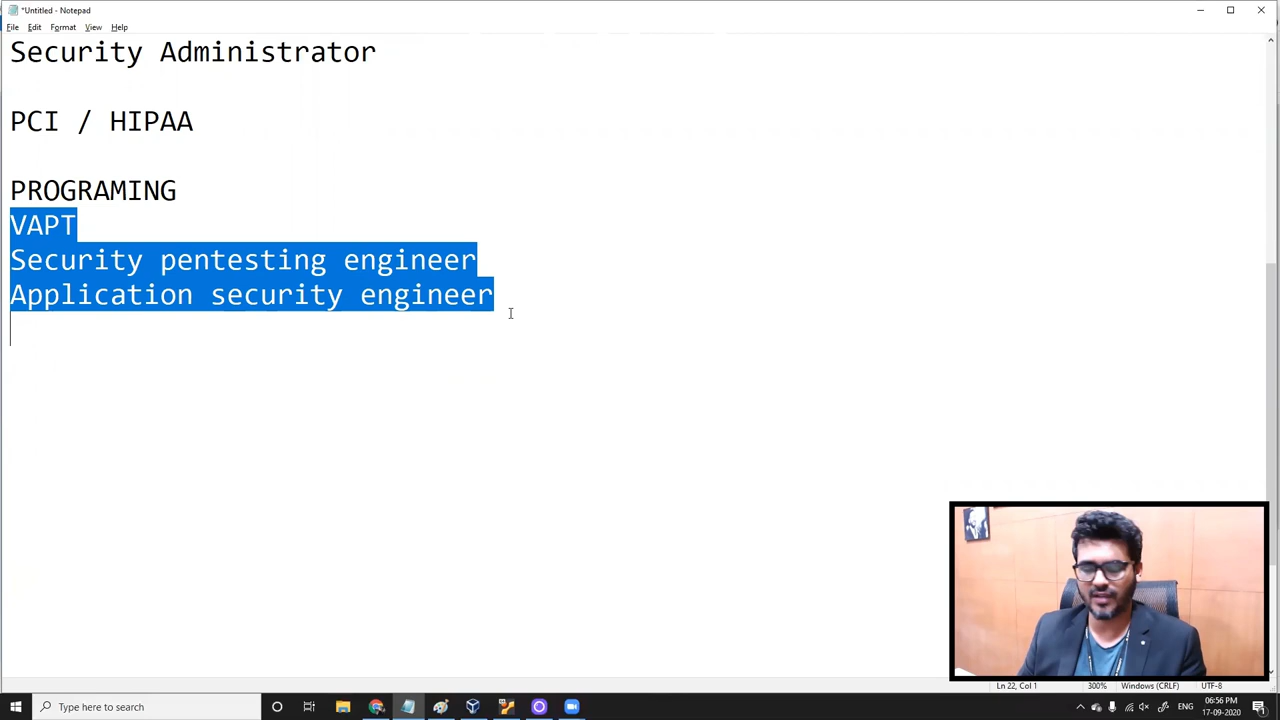 *Untitled - Notepad
File Edit Format View Help
Security Administrator
PCI / HIPAA
PROGRAMING
VAPT
Security pentesting engineer
Application security engineer
Ln 22, Col 1 300% Windows (CRLF) UTF-8
Type here to search
ENG
06:56 PM
17-09-2020
1